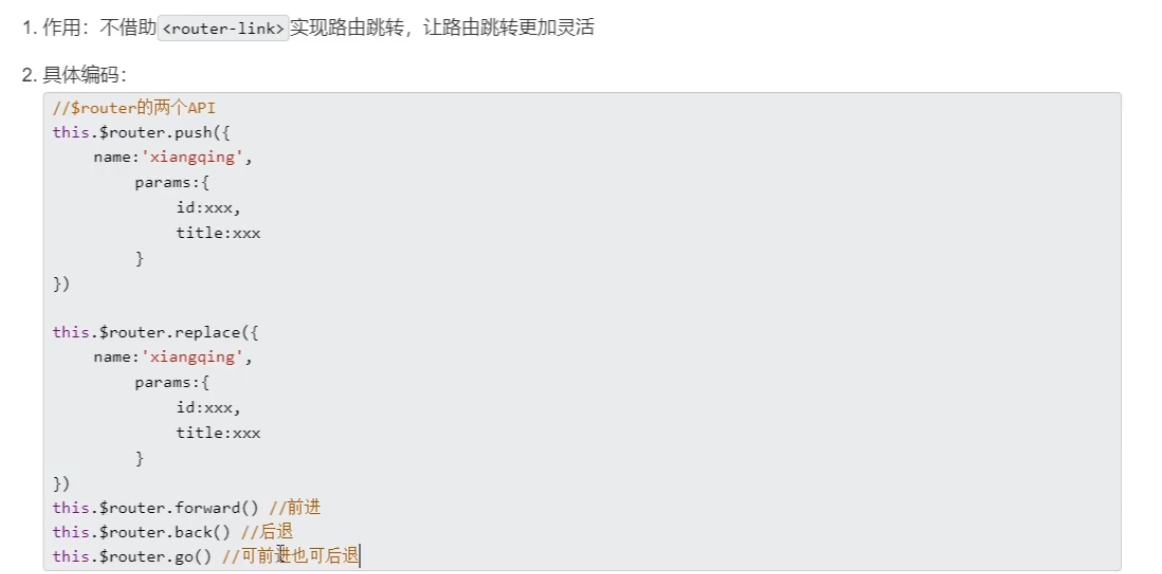 1. 作用：不借助<router-link>实现路由跳转，让路由跳转更加灵活
2. 具体编码：
//$router的两个API
this.$router.push({
    name:'xiangqing',
        params:{
            id:xxx,
            title:xxx
        }
})

this.$router.replace({
    name:'xiangqing',
        params:{
            id:xxx,
            title:xxx
        }
})
this.$router.forward() //前进
this.$router.back() //后退
this.$router.go() //可前进也可后退